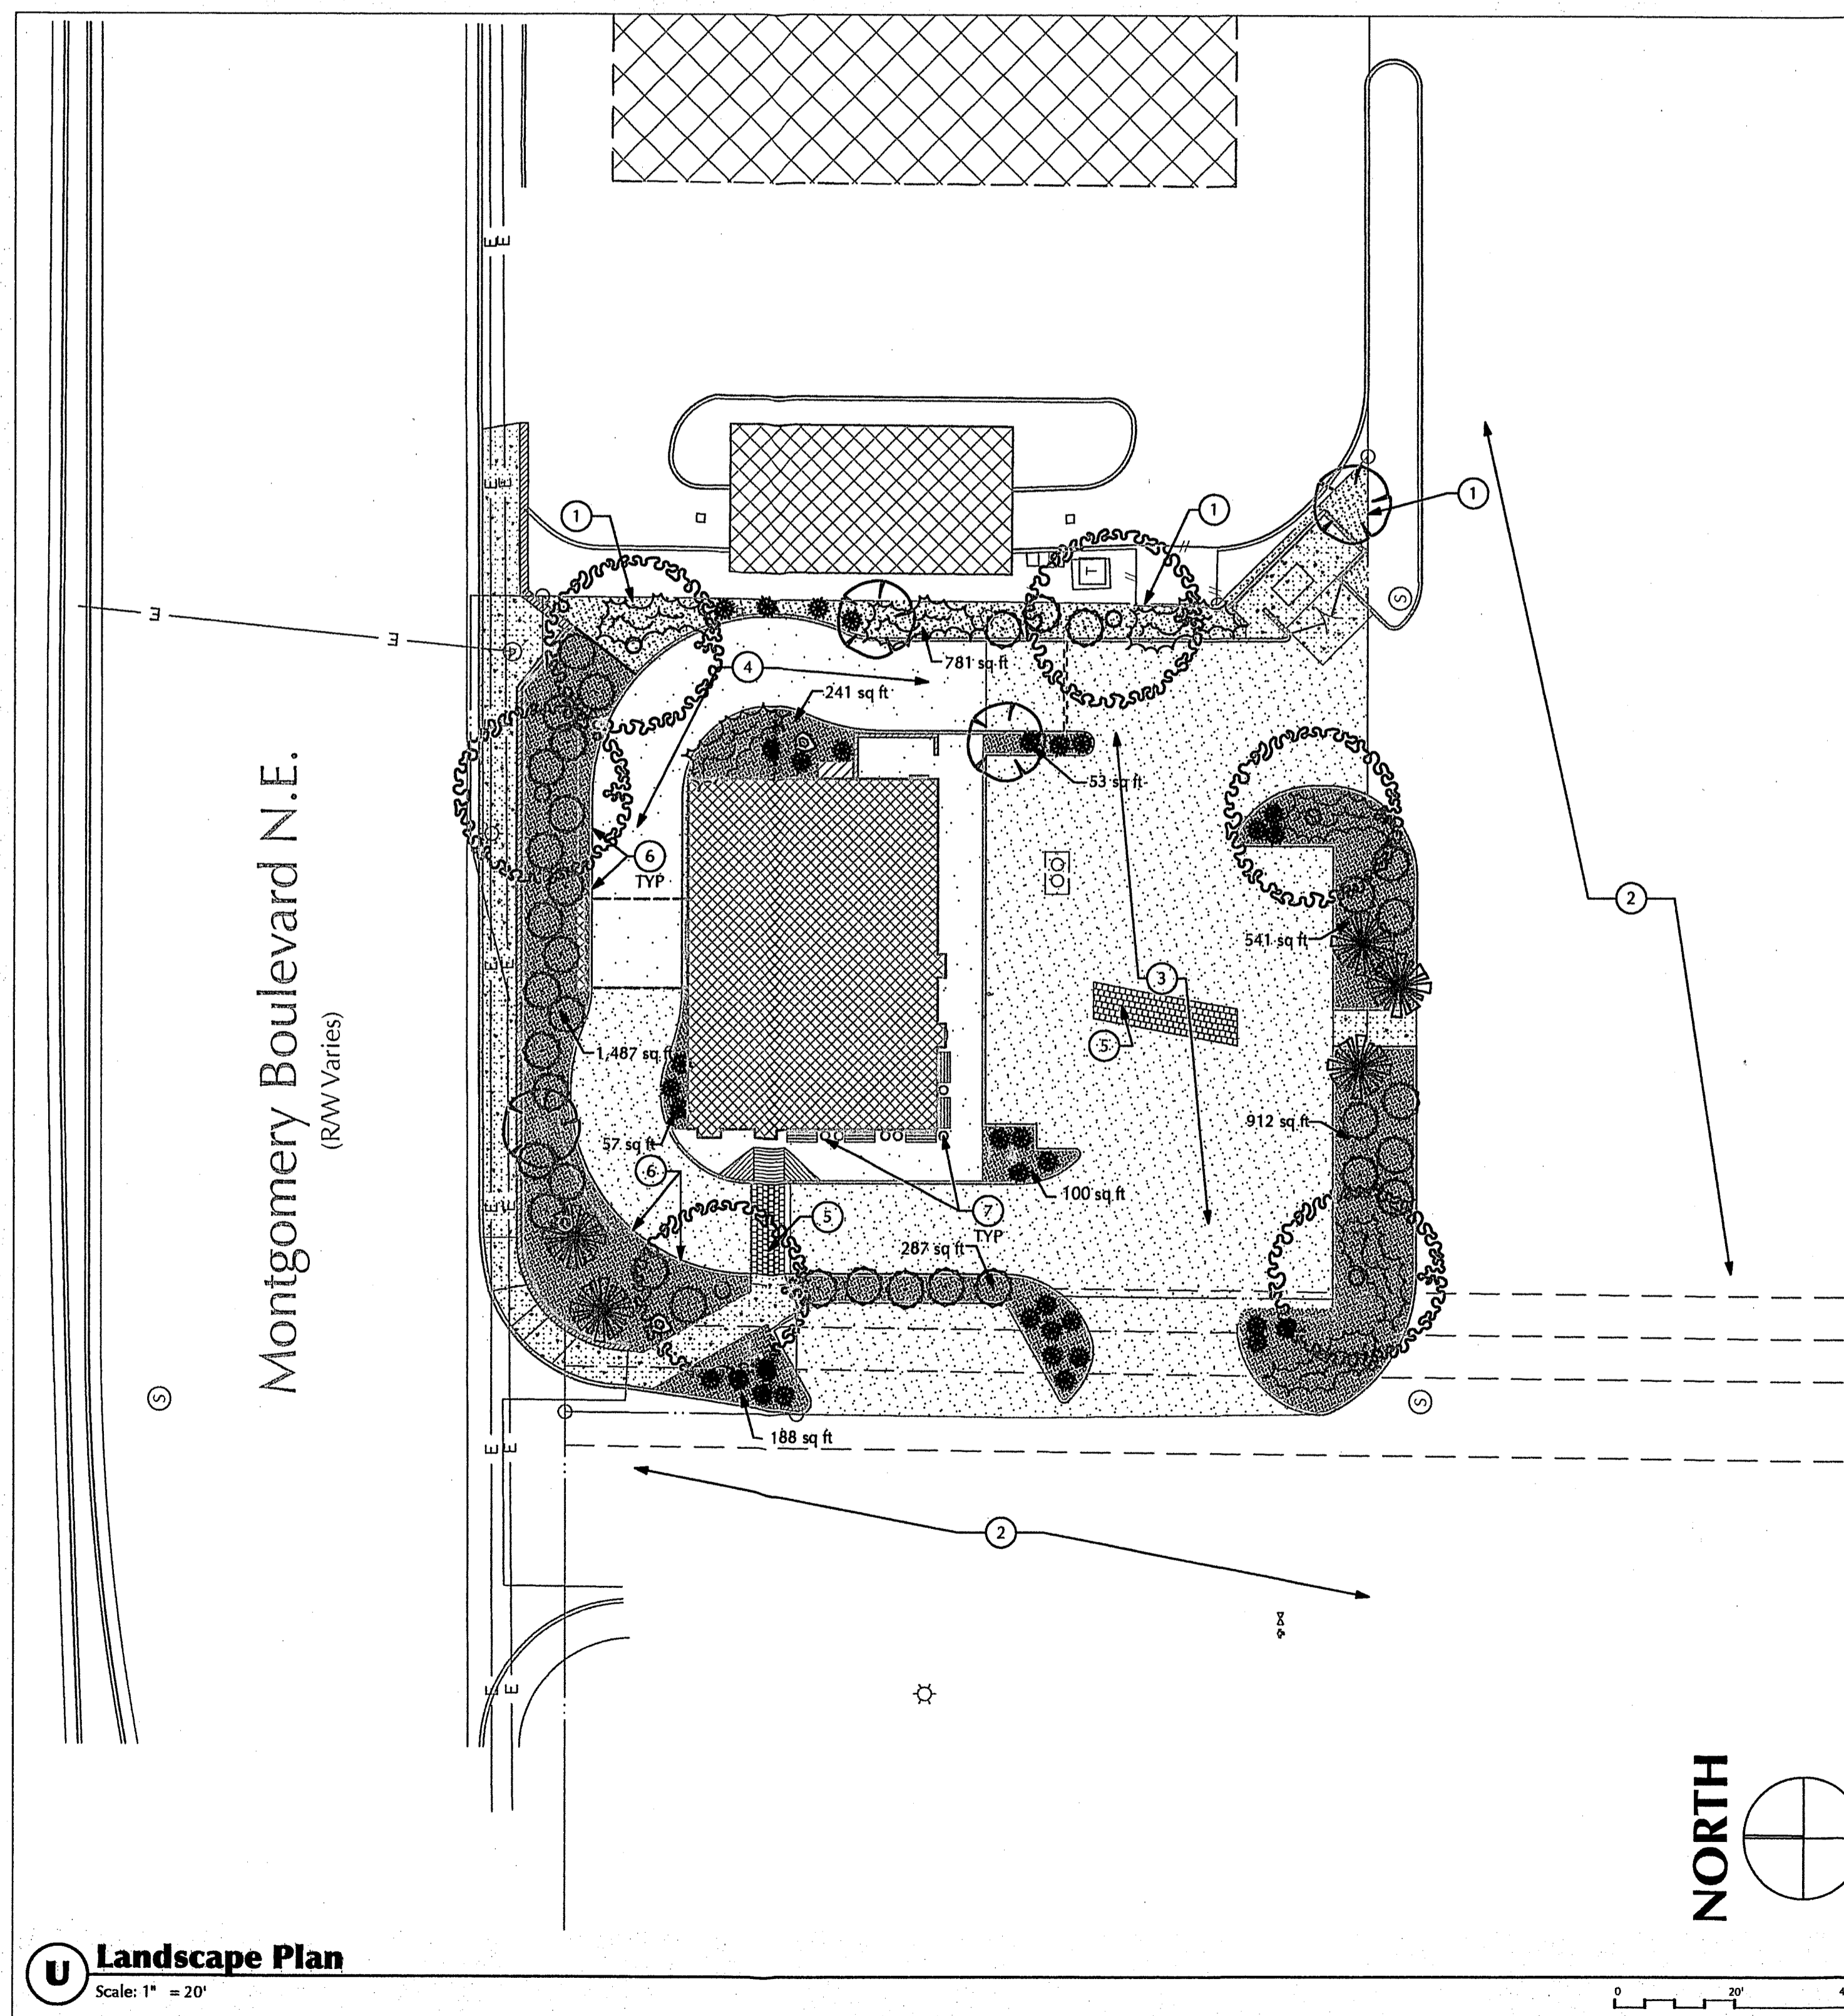 E E
E E
1
1
1
T
S
E
E
781 sq ft
4
241 sq ft
53 sq ft
6
TYP
2
541 sq ft
E E
3
5
1,487 sq ft
57 sq ft
912 sq ft
6
100 sq ft
7
TYP
5
287 sq ft
E E
188 sq ft
S
S
E E
2
E E
Montgomery Boulevard N.E.
(R/W Varies)
NORTH
U
Landscape Plan
Scale: 1" = 20'
0 20'